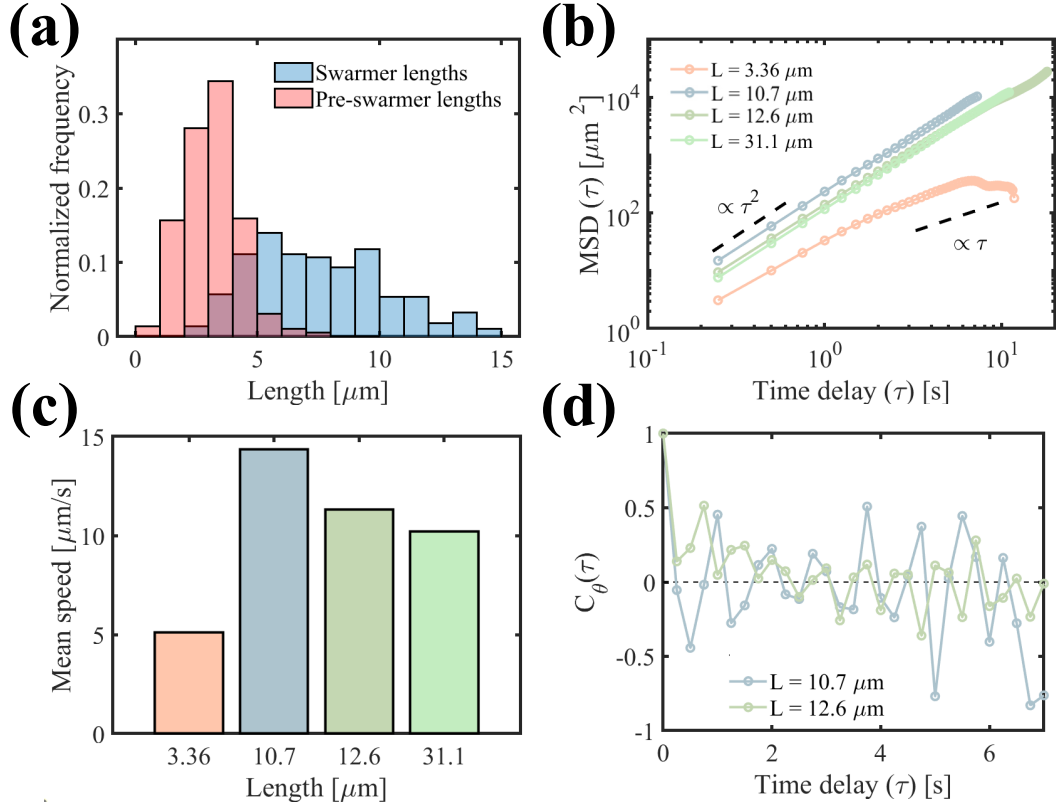 (a)
Normalized frequency
0.3
0.2
0.1
0
0 5 10 15
Length [μm]
Swarmer lengths
Pre-swarmer lengths
(b)
MSD (τ) [μm²]
10⁴
10²
10⁰
10⁻¹ 10⁰ 10¹
Time delay (τ) [s]
L = 3.36 μm
L = 10.7 μm
L = 12.6 μm
L = 31.1 μm
∝ τ²
∝ τ
(c)
Mean speed [μm/s]
15
10
5
0
3.36 10.7 12.6 31.1
Length [μm]
(d)
C_θ(τ)
1
0.5
0
-0.5
-1
0 2 4 6
Time delay (τ) [s]
L = 10.7 μm
L = 12.6 μm